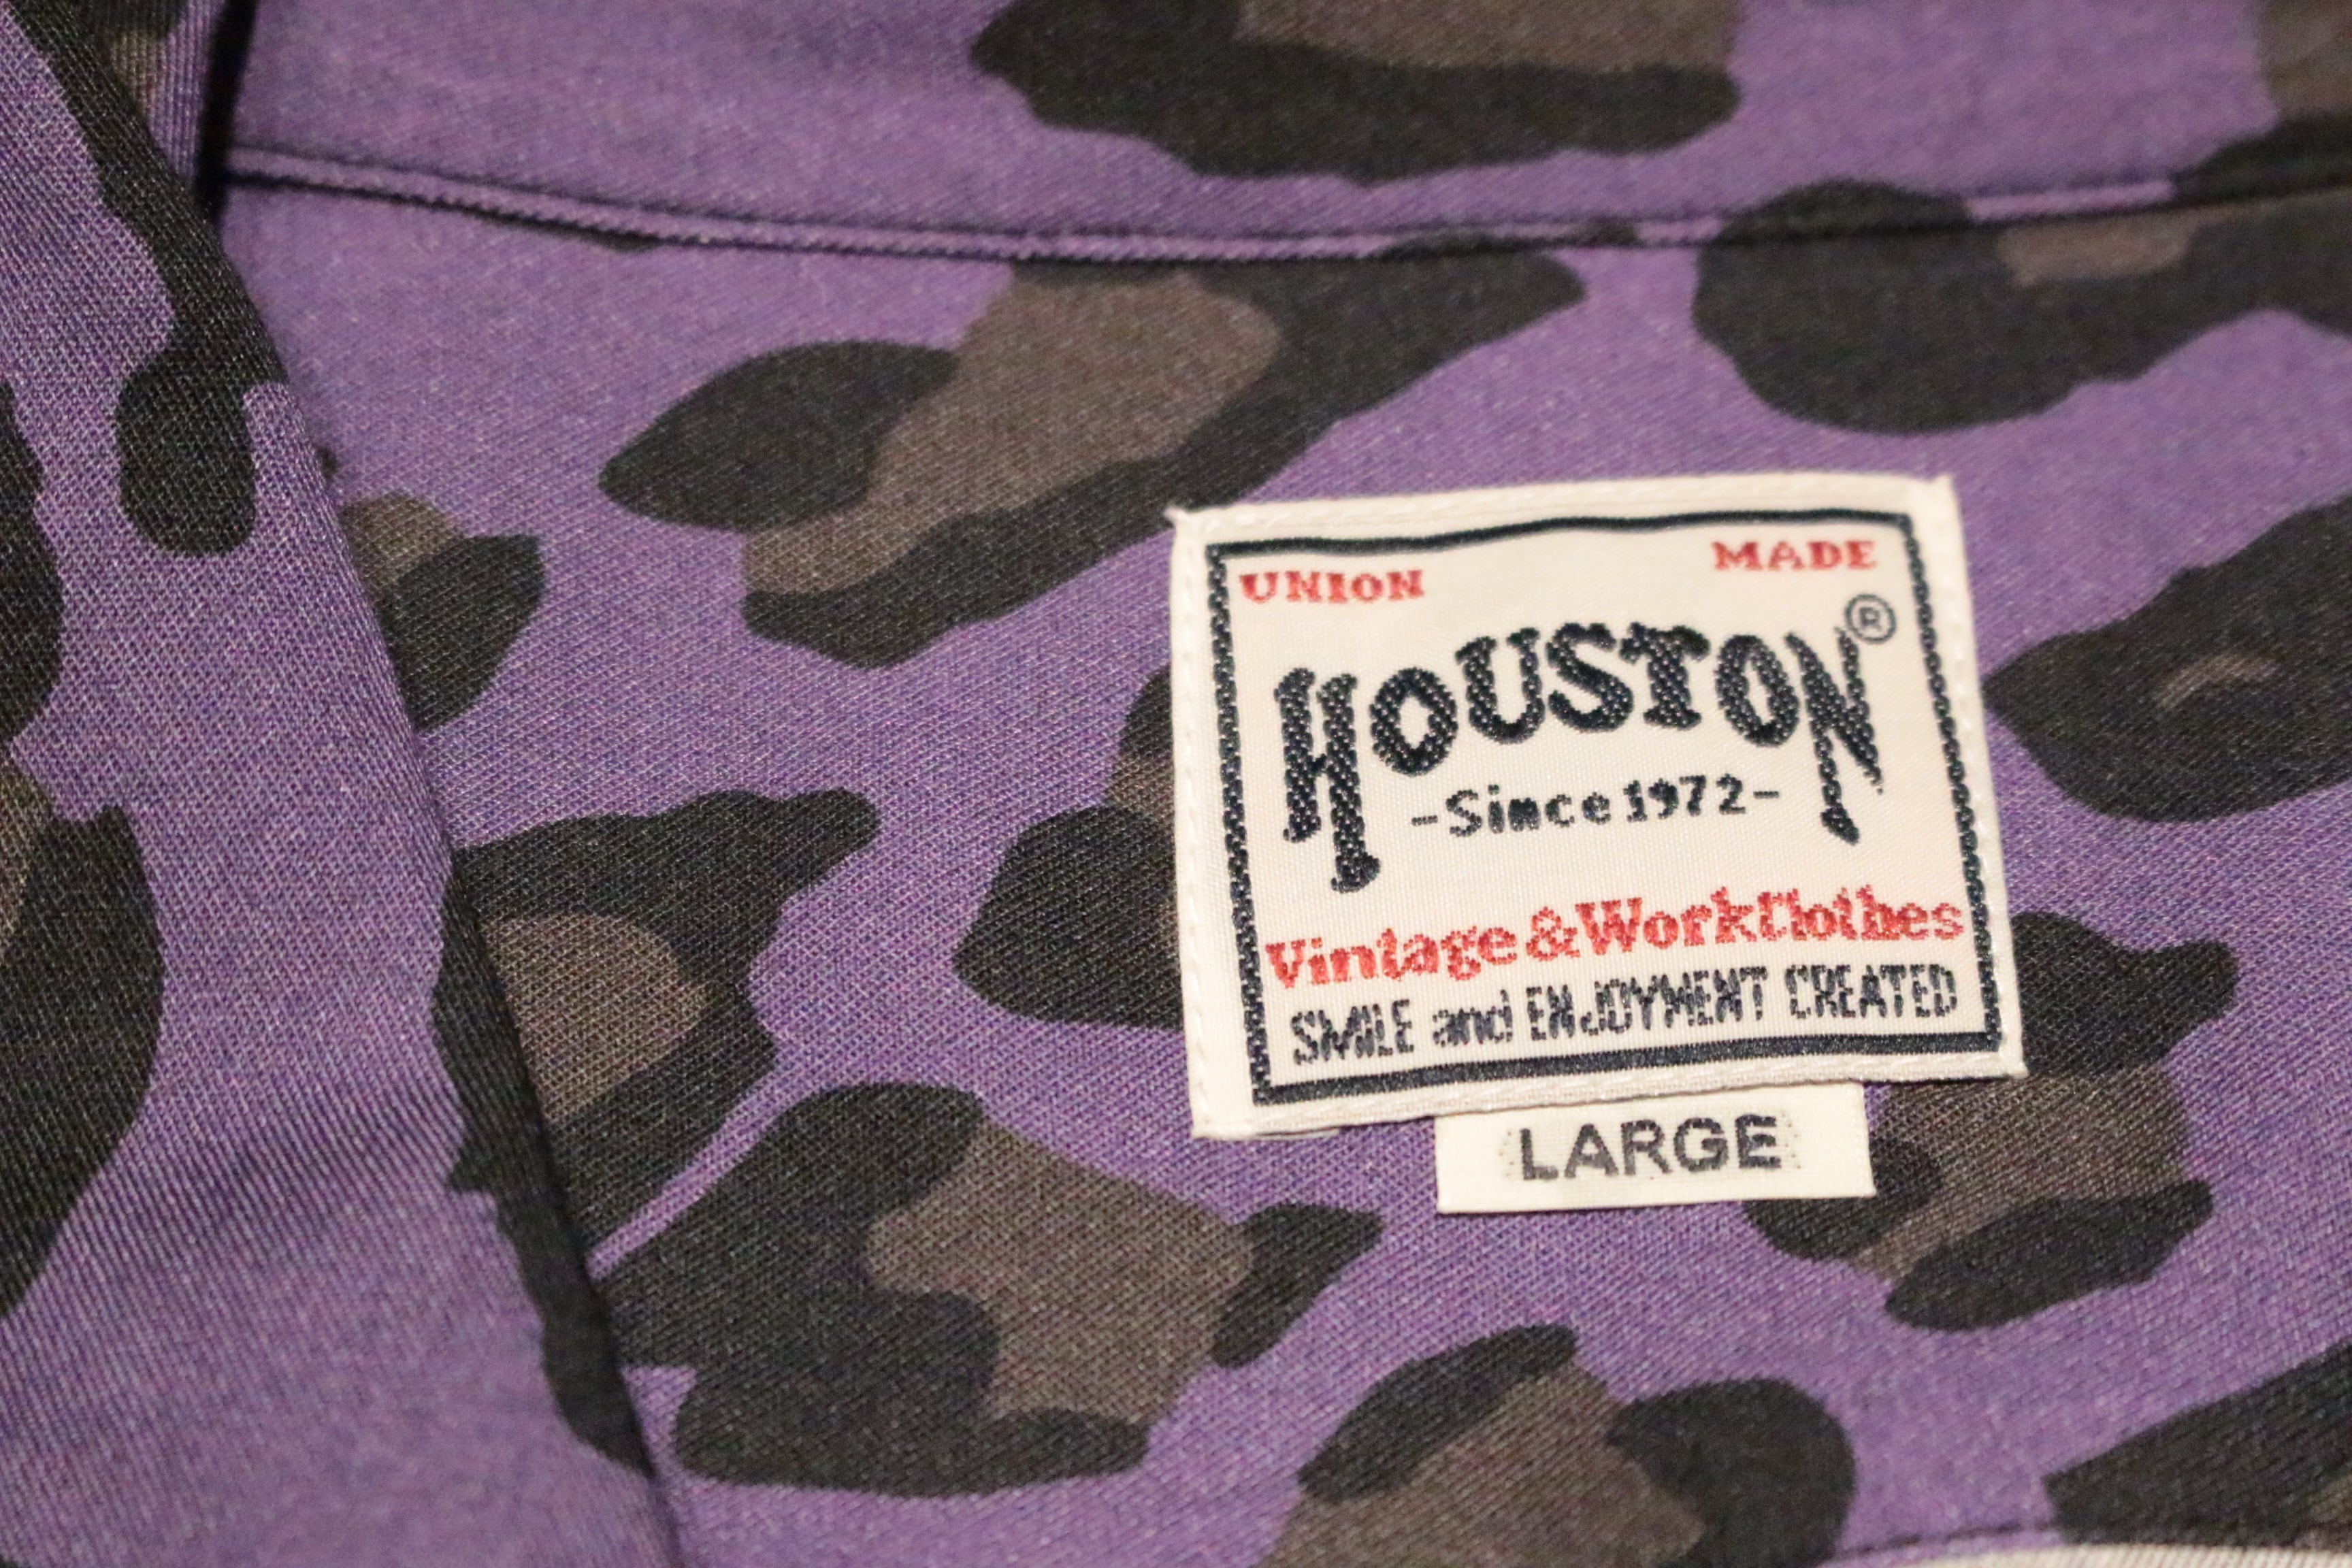 UNION MADE
HOUSTON®
-Since 1972-
Vintage&WorkClothes
SMILE and ENJOYMENT CREATED
LARGE